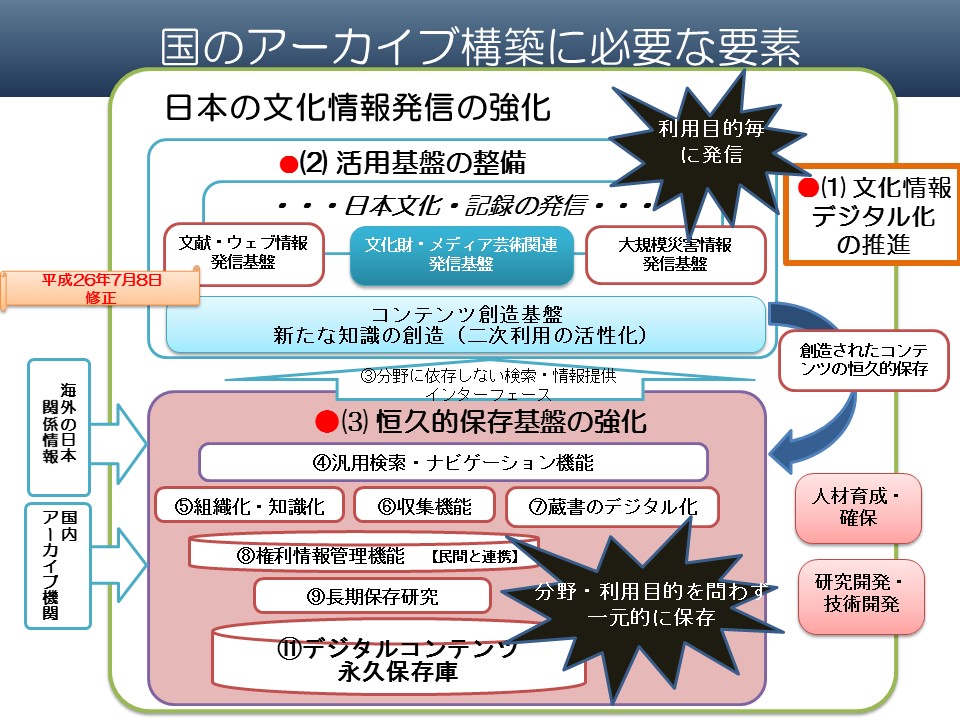 国のアーカイブ構築に必要な要素
日本の文化情報発信の強化
利用目的毎
に発信
●(2) 活用基盤の整備
・・・日本文化・記録の発信・・・
文献・ウェブ情報
発信基盤
文化財・メディア芸術関連
発信基盤
大規模災害情報
発信基盤
●(1) 文化情報
デジタル化
の推進
平成26年7月8日
修正
コンテンツ創造基盤
新たな知識の創造（二次利用の活性化）
創造されたコンテ
ンツの恒久的保存
③分野に依存しない検索・情報提供
インターフェース
海外の日本
関係情報
国内
アーカイブ機関
●(3) 恒久的保存基盤の強化
④汎用検索・ナビゲーション機能
⑤組織化・知識化
⑥収集機能
⑦蔵書のデジタル化
⑧権利情報管理機能 【民間と連携】
⑨長期保存研究
分野・利用目的を問わず
一元的に保存
⑪デジタルコンテンツ
永久保存庫
人材育成・
確保
研究開発・
技術開発